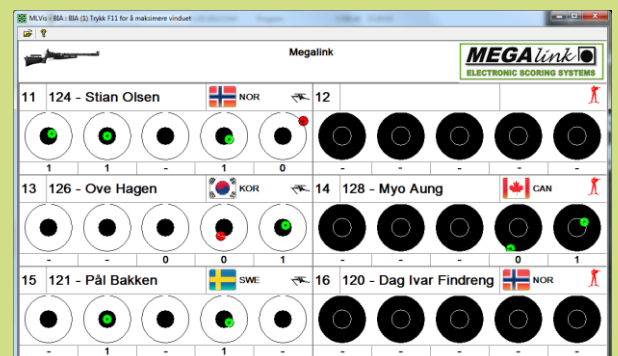 MLVis - BIA : BIA (1) Trykk F11 for å maksimere vinduet
Megalink
MEGAlink
ELECTRONIC SCORING SYSTEMS
11 124 - Stian Olsen NOR
1 1 - 1 0
12
- - - - -
13 126 - Ove Hagen KOR
- - 0 0 1
14 128 - Myo Aung CAN
- - - 0 1
15 121 - Pål Bakken SWE
- 1 - 1 -
16 120 - Dag Ivar Findreng NOR
- - - - -